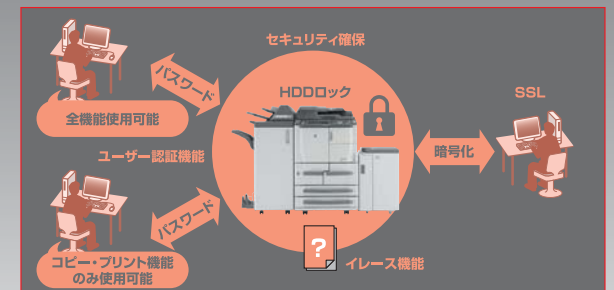 セキュリティ確保
パスワード
HDDロック
SSL
全機能使用可能
ユーザー認証機能
暗号化
パスワード
コピー・プリント機能
のみ使用可能
?
イレース機能